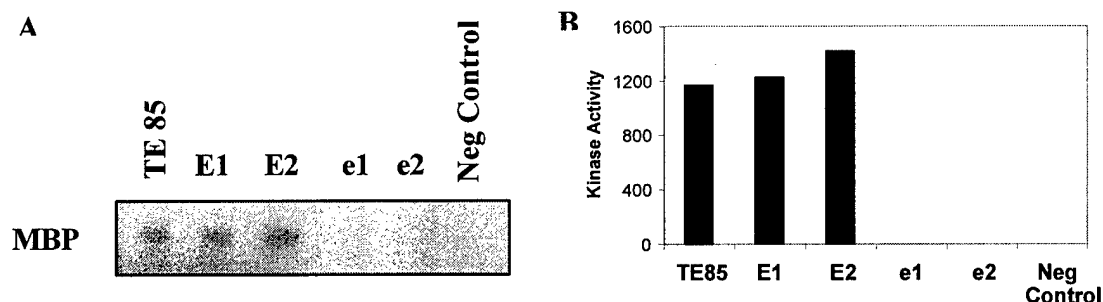 A
TE 85
E1
E2
e1
e2
Neg Control
MBP
B
Kinase Activity
1600
1200
800
400
0
TE85
E1
E2
e1
e2
Neg
Control